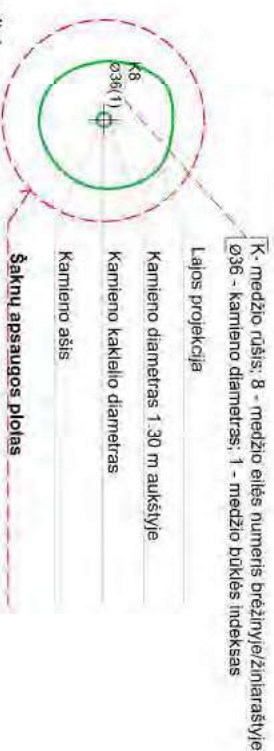 K- medžio rūšis; 8 - medžio eilės numeris brėžinyje/žiniaraštyje
ø36 - kamieno diametras; 1 - medžio būklės indeksas
K8
ø36(1)
Lajos projekcija
Kamieno diametras 1.30 m aukštyje
Kamieno kaklelio diametras
Kamieno ašis
Šaknų apsaugos plotas